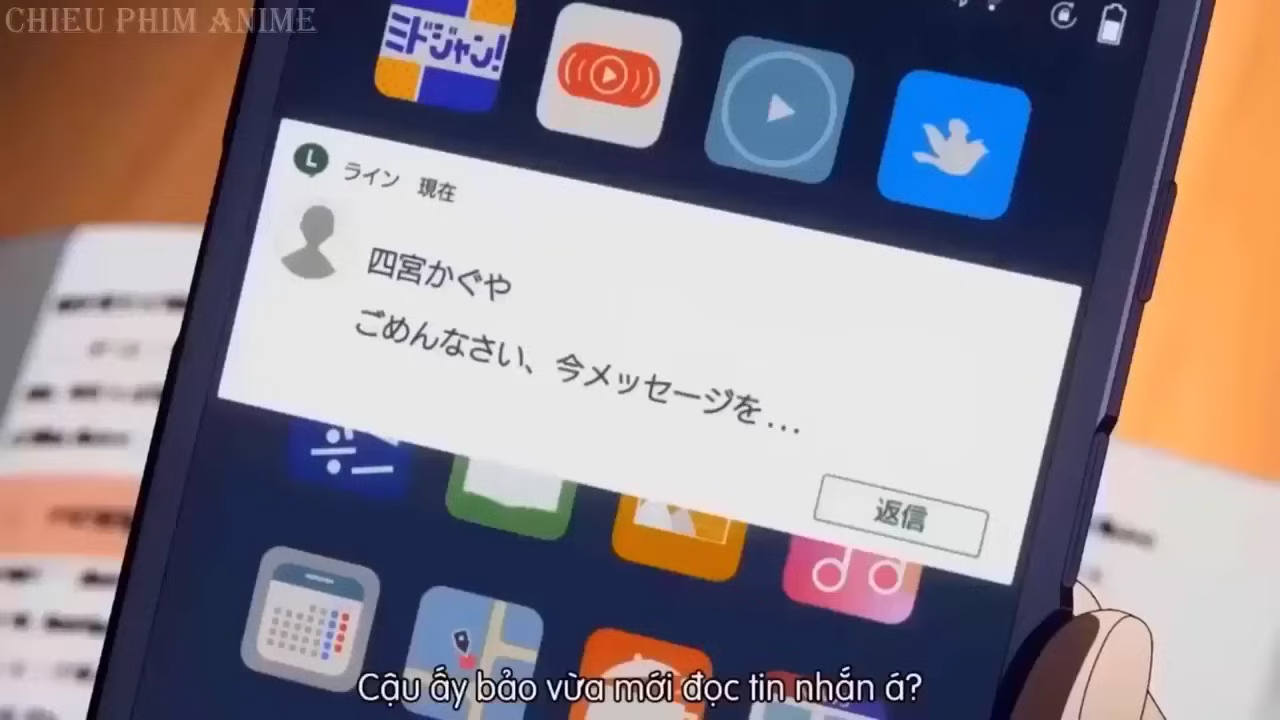 CHIEU PHIM ANIME
ミドジャン!
L ライン 現在
四宮かぐや
ごめんなさい、今メッセージを...
返信
Cậu ấy bảo vừa mới đọc tin nhắn á?